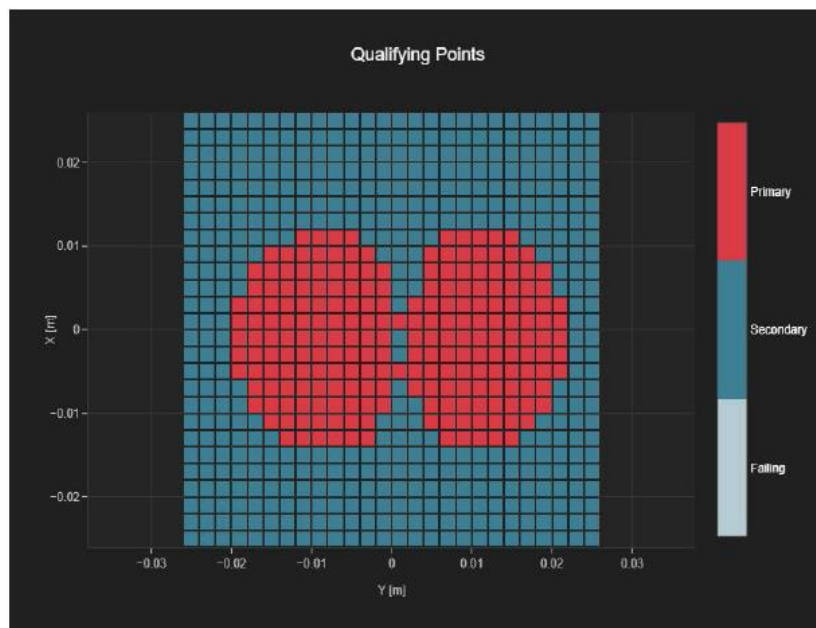 Qualifying Points
0.02
0.01
0
−0.01
−0.02
X [m]
−0.03
−0.02
−0.01
0
0.01
0.02
0.03
Y [m]
Primary
Secondary
Failing